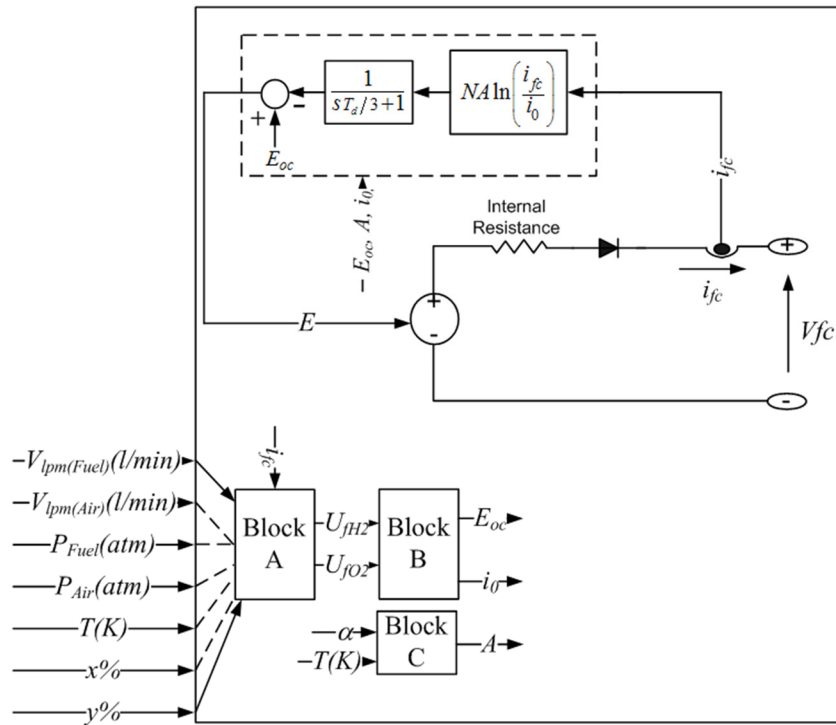 1
sT_d/3+1
NA ln(i_fc/i_0)
+
−
E_oc
− E_oc, A, i_0,
i_fc
Internal
Resistance
+
-
i_fc
+
Vfc
-
E
−V_lpm(Fuel)(l/min)
−V_lpm(Air)(l/min)
P_Fuel(atm)
P_Air(atm)
T(K)
x%
y%
−i_fc
Block
A
U_fH2
U_fO2
Block
B
E_oc
i_0
−α
−T(K)
Block
C
A